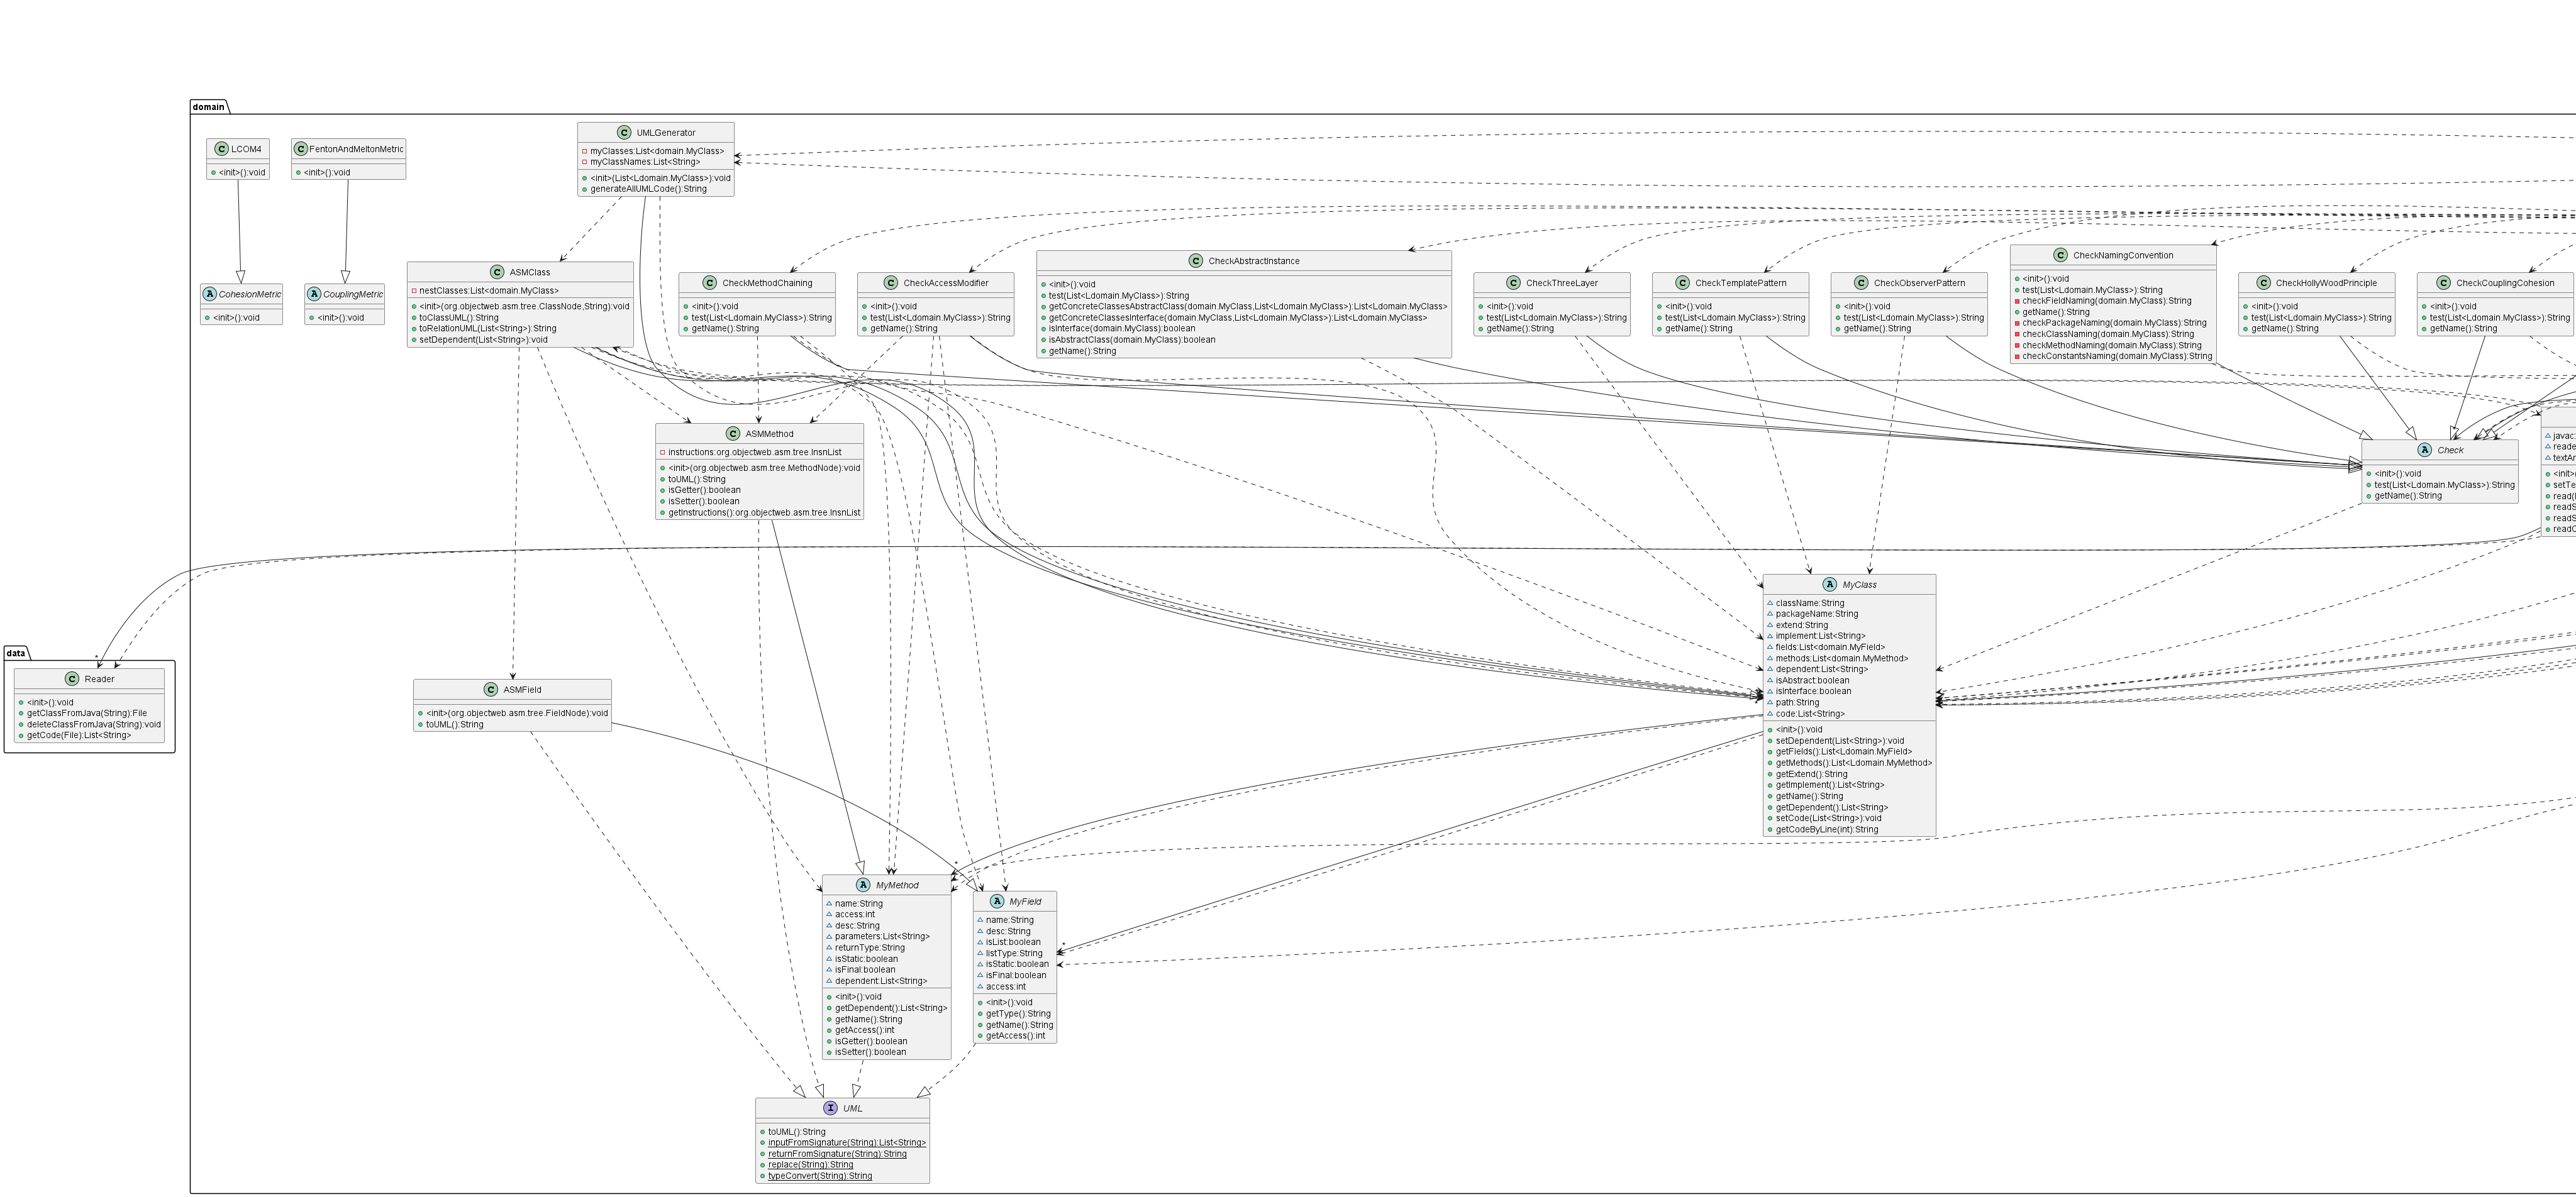 domain
C LCOM4
<init>():void
C FentonAndMeltonMetric
<init>():void
C UMLGenerator
myClasses:List<domain.MyClass>
myClassNames:List<String>
<init>(List<Ldomain.MyClass>):void
generateAllUMLCode():String
A CohesionMetric
<init>():void
A CouplingMetric
<init>():void
C ASMClass
nestClasses:List<domain.MyClass>
<init>(org.objectweb.asm.tree.ClassNode,String):void
toClassUML():String
toRelationUML(List<String>):String
setDependent(List<String>):void
C CheckMethodChaining
<init>():void
test(List<Ldomain.MyClass>):String
getName():String
C CheckAccessModifier
<init>():void
test(List<Ldomain.MyClass>):String
getName():String
C CheckAbstractInstance
<init>():void
test(List<Ldomain.MyClass>):String
getConcreteClassesAbstractClass(domain.MyClass,List<Ldomain.MyClass>):List<Ldomain.MyClass>
getConcreteClassesInterface(domain.MyClass,List<Ldomain.MyClass>):List<Ldomain.MyClass>
isInterface(domain.MyClass):boolean
isAbstractClass(domain.MyClass):boolean
getName():String
C CheckThreeLayer
<init>():void
test(List<Ldomain.MyClass>):String
getName():String
C CheckTemplatePattern
<init>():void
test(List<Ldomain.MyClass>):String
getName():String
C CheckObserverPattern
<init>():void
test(List<Ldomain.MyClass>):String
getName():String
C CheckNamingConvention
<init>():void
test(List<Ldomain.MyClass>):String
checkFieldNaming(domain.MyClass):String
getName():String
checkPackageNaming(domain.MyClass):String
checkClassNaming(domain.MyClass):String
checkMethodNaming(domain.MyClass):String
checkConstantsNaming(domain.MyClass):String
C CheckHollyWoodPrinciple
<init>():void
test(List<Ldomain.MyClass>):String
getName():String
C CheckCouplingCohesion
<init>():void
test(List<Ldomain.MyClass>):String
getName():String
C ASMMethod
instructions:org.objectweb.asm.tree.InsnList
<init>(org.objectweb.asm.tree.MethodNode):void
toUML():String
isGetter():boolean
isSetter():boolean
getInstructions():org.objectweb.asm.tree.InsnList
A Check
<init>():void
test(List<Ldomain.MyClass>):String
getName():String
javac:
reade
textAr
<init>(
setTe
read(
readS
readS
readC
data
C Reader
<init>():void
getClassFromJava(String):File
deleteClassFromJava(String):void
getCode(File):List<String>
C ASMField
<init>(org.objectweb.asm.tree.FieldNode):void
toUML():String
A MyClass
className:String
packageName:String
extend:String
implement:List<String>
fields:List<domain.MyField>
methods:List<domain.MyMethod>
dependent:List<String>
isAbstract:boolean
isInterface:boolean
path:String
code:List<String>
<init>():void
setDependent(List<String>):void
getFields():List<Ldomain.MyField>
getMethods():List<Ldomain.MyMethod>
getExtend():String
getImplement():List<String>
getName():String
getDependent():List<String>
setCode(List<String>):void
getCodeByLine(int):String
A MyMethod
name:String
access:int
desc:String
parameters:List<String>
returnType:String
isStatic:boolean
isFinal:boolean
dependent:List<String>
<init>():void
getDependent():List<String>
getName():String
getAccess():int
isGetter():boolean
isSetter():boolean
A MyField
name:String
desc:String
isList:boolean
listType:String
isStatic:boolean
isFinal:boolean
access:int
<init>():void
getType():String
getName():String
getAccess():int
I UML
toUML():String
inputFromSignature(String):List<String>
returnFromSignature(String):String
replace(String):String
typeConvert(String):String